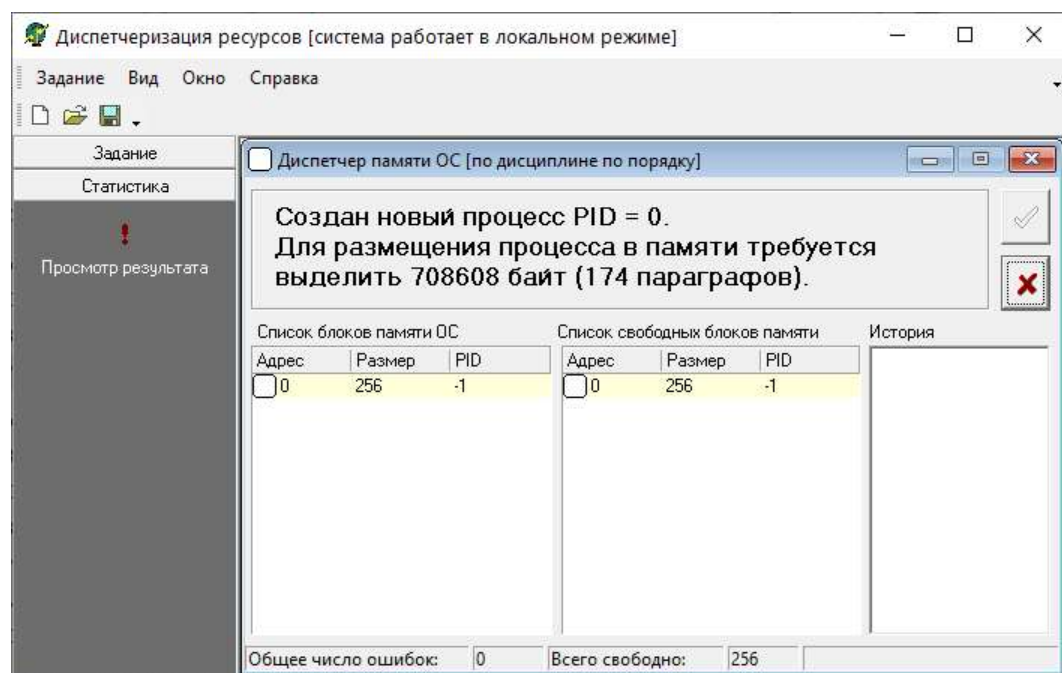 Диспетчеризация ресурсов [система работает в локальном режиме]
Задание Вид Окно Справка
Задание
Статистика
Просмотр результата
Диспетчер памяти ОС [по дисциплине по порядку]
Создан новый процесс PID = 0.
Для размещения процесса в памяти требуется
выделить 708608 байт (174 параграфов).
Список блоков памяти ОС
Адрес Размер PID
0 256 -1
Список свободных блоков памяти
Адрес Размер PID
0 256 -1
История
Общее число ошибок: 0 Всего свободно: 256